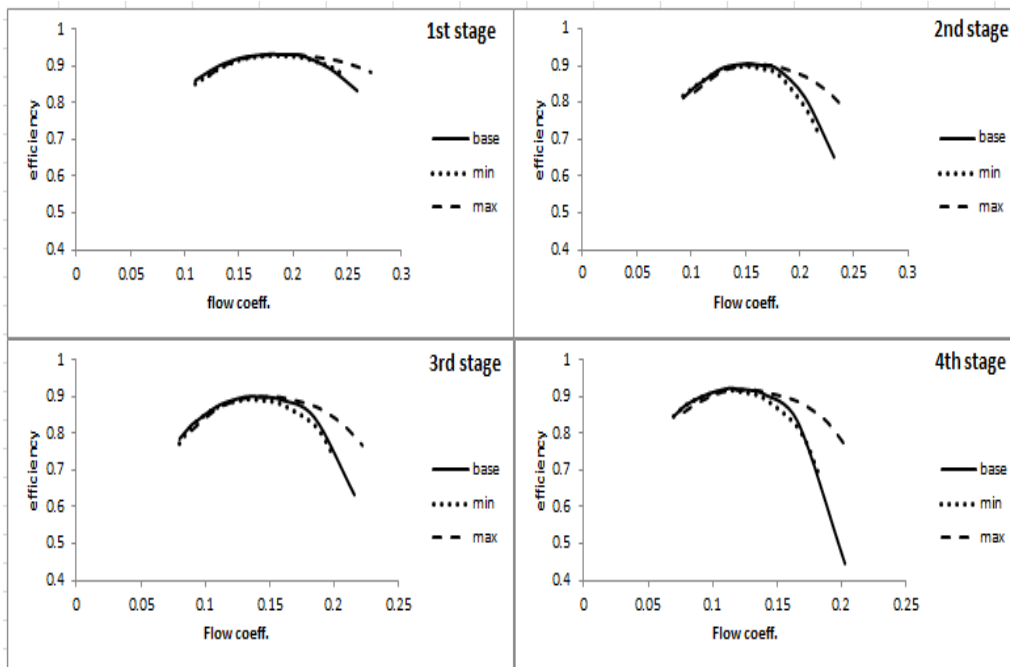 1st stage
1
0.9
0.8
0.7
0.6
0.5
0.4
efficiency
0 0.05 0.1 0.15 0.2 0.25 0.3
flow coeff.
base
min
max
2nd stage
1
0.9
0.8
0.7
0.6
0.5
0.4
efficiency
0 0.05 0.1 0.15 0.2 0.25 0.3
Flow coeff.
base
min
max
3rd stage
1
0.9
0.8
0.7
0.6
0.5
0.4
efficiency
0 0.05 0.1 0.15 0.2 0.25
Flow coeff.
base
min
max
4th stage
1
0.9
0.8
0.7
0.6
0.5
0.4
efficiency
0 0.05 0.1 0.15 0.2 0.25
Flow coeff.
base
min
max